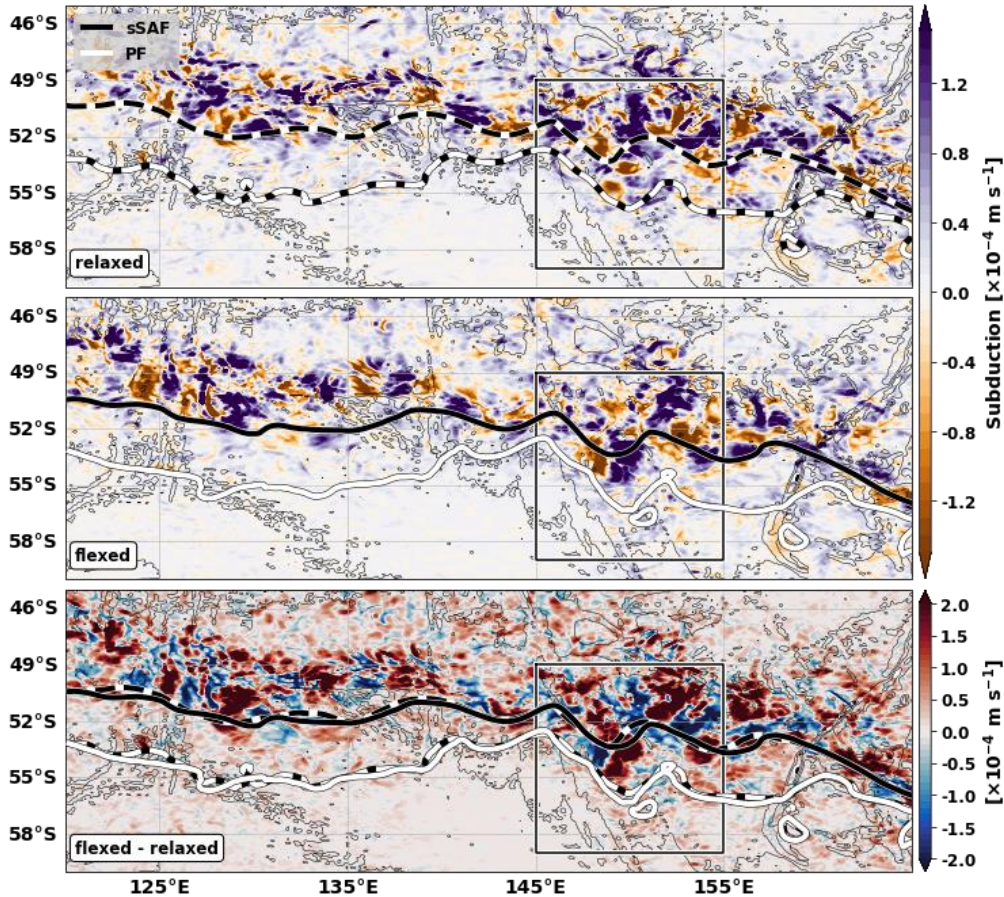 46°S
49°S
52°S
55°S
58°S
sSAF
PF
relaxed
46°S
49°S
52°S
55°S
58°S
flexed
1.2
0.8
0.4
0.0
-0.4
-0.8
-1.2
Subduction [×10⁻⁴ m s⁻¹]
46°S
49°S
52°S
55°S
58°S
flexed - relaxed
125°E
135°E
145°E
155°E
2.0
1.5
1.0
0.5
0.0
-0.5
-1.0
-1.5
-2.0
[×10⁻⁴ m s⁻¹]